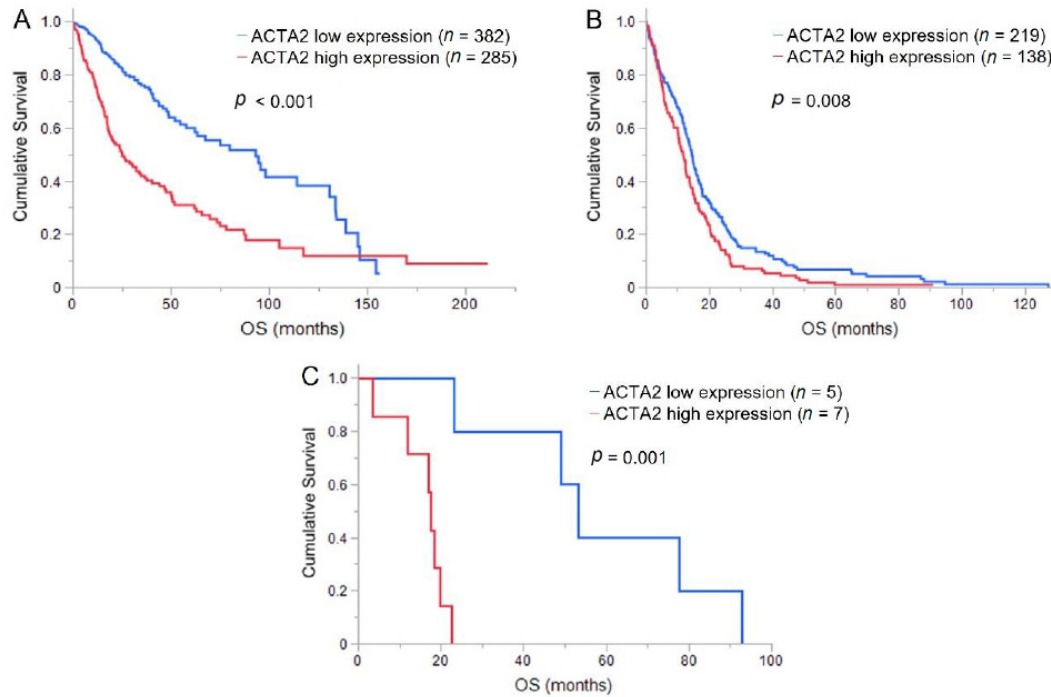 A
1.0
0.8
0.6
0.4
0.2
0
Cumulative Survival
ACTA2 low expression (n = 382)
ACTA2 high expression (n = 285)
p < 0.001
0 50 100 150 200
OS (months)
B
1.0
0.8
0.6
0.4
0.2
0
Cumulative Survival
ACTA2 low expression (n = 219)
ACTA2 high expression (n = 138)
p = 0.008
0 20 40 60 80 100 120
OS (months)
C
1.0
0.8
0.6
0.4
0.2
0
Cumulative Survival
ACTA2 low expression (n = 5)
ACTA2 high expression (n = 7)
p = 0.001
0 20 40 60 80 100
OS (months)